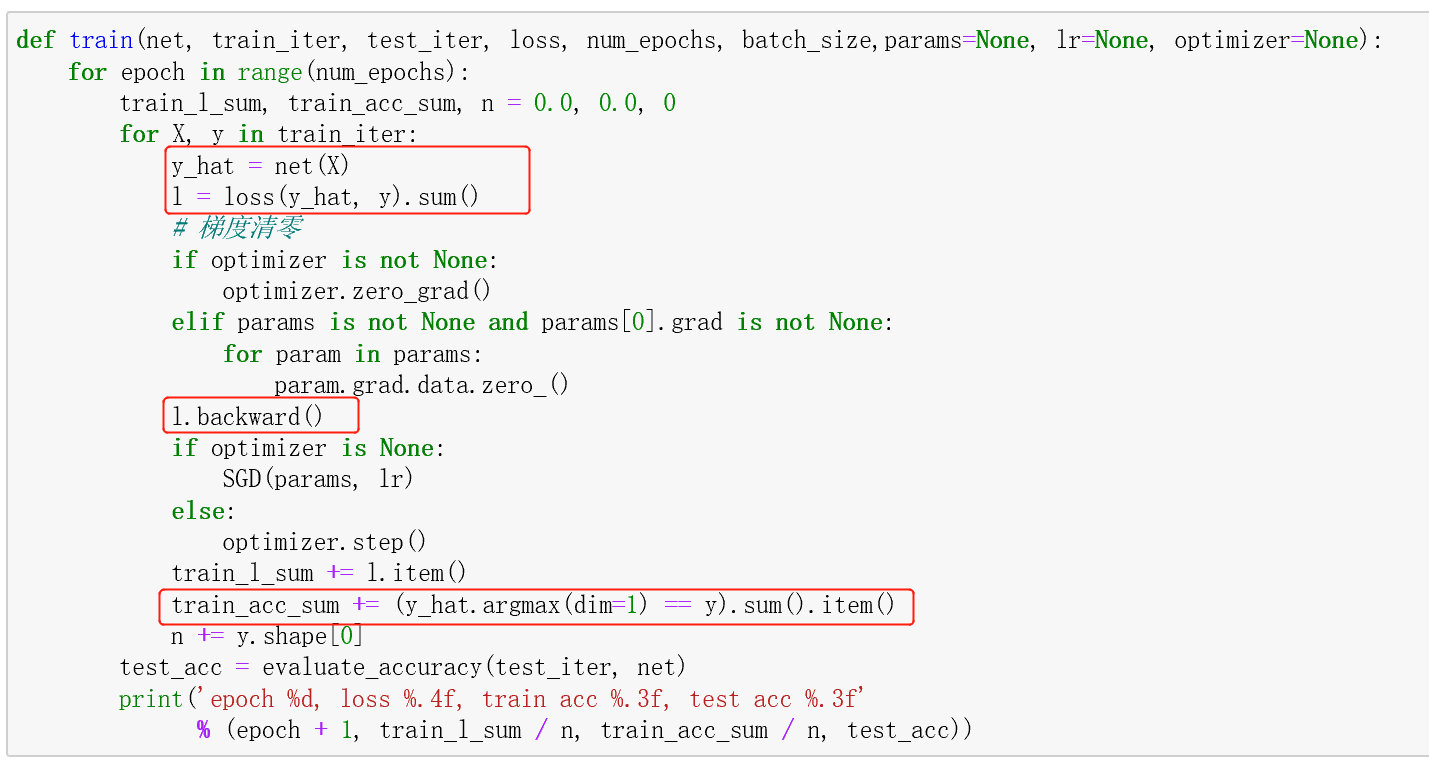 def train(net, train_iter, test_iter, loss, num_epochs, batch_size,params=None, lr=None, optimizer=None):
    for epoch in range(num_epochs):
        train_l_sum, train_acc_sum, n = 0.0, 0.0, 0
        for X, y in train_iter:
            y_hat = net(X)
            l = loss(y_hat, y).sum()
            # 梯度清零
            if optimizer is not None:
                optimizer.zero_grad()
            elif params is not None and params[0].grad is not None:
                for param in params:
                    param.grad.data.zero_()
            l.backward()
            if optimizer is None:
                SGD(params, lr)
            else:
                optimizer.step()
            train_l_sum += l.item()
            train_acc_sum += (y_hat.argmax(dim=1) == y).sum().item()
            n += y.shape[0]
        test_acc = evaluate_accuracy(test_iter, net)
        print('epoch %d, loss %.4f, train acc %.3f, test acc %.3f'
              % (epoch + 1, train_l_sum / n, train_acc_sum / n, test_acc))